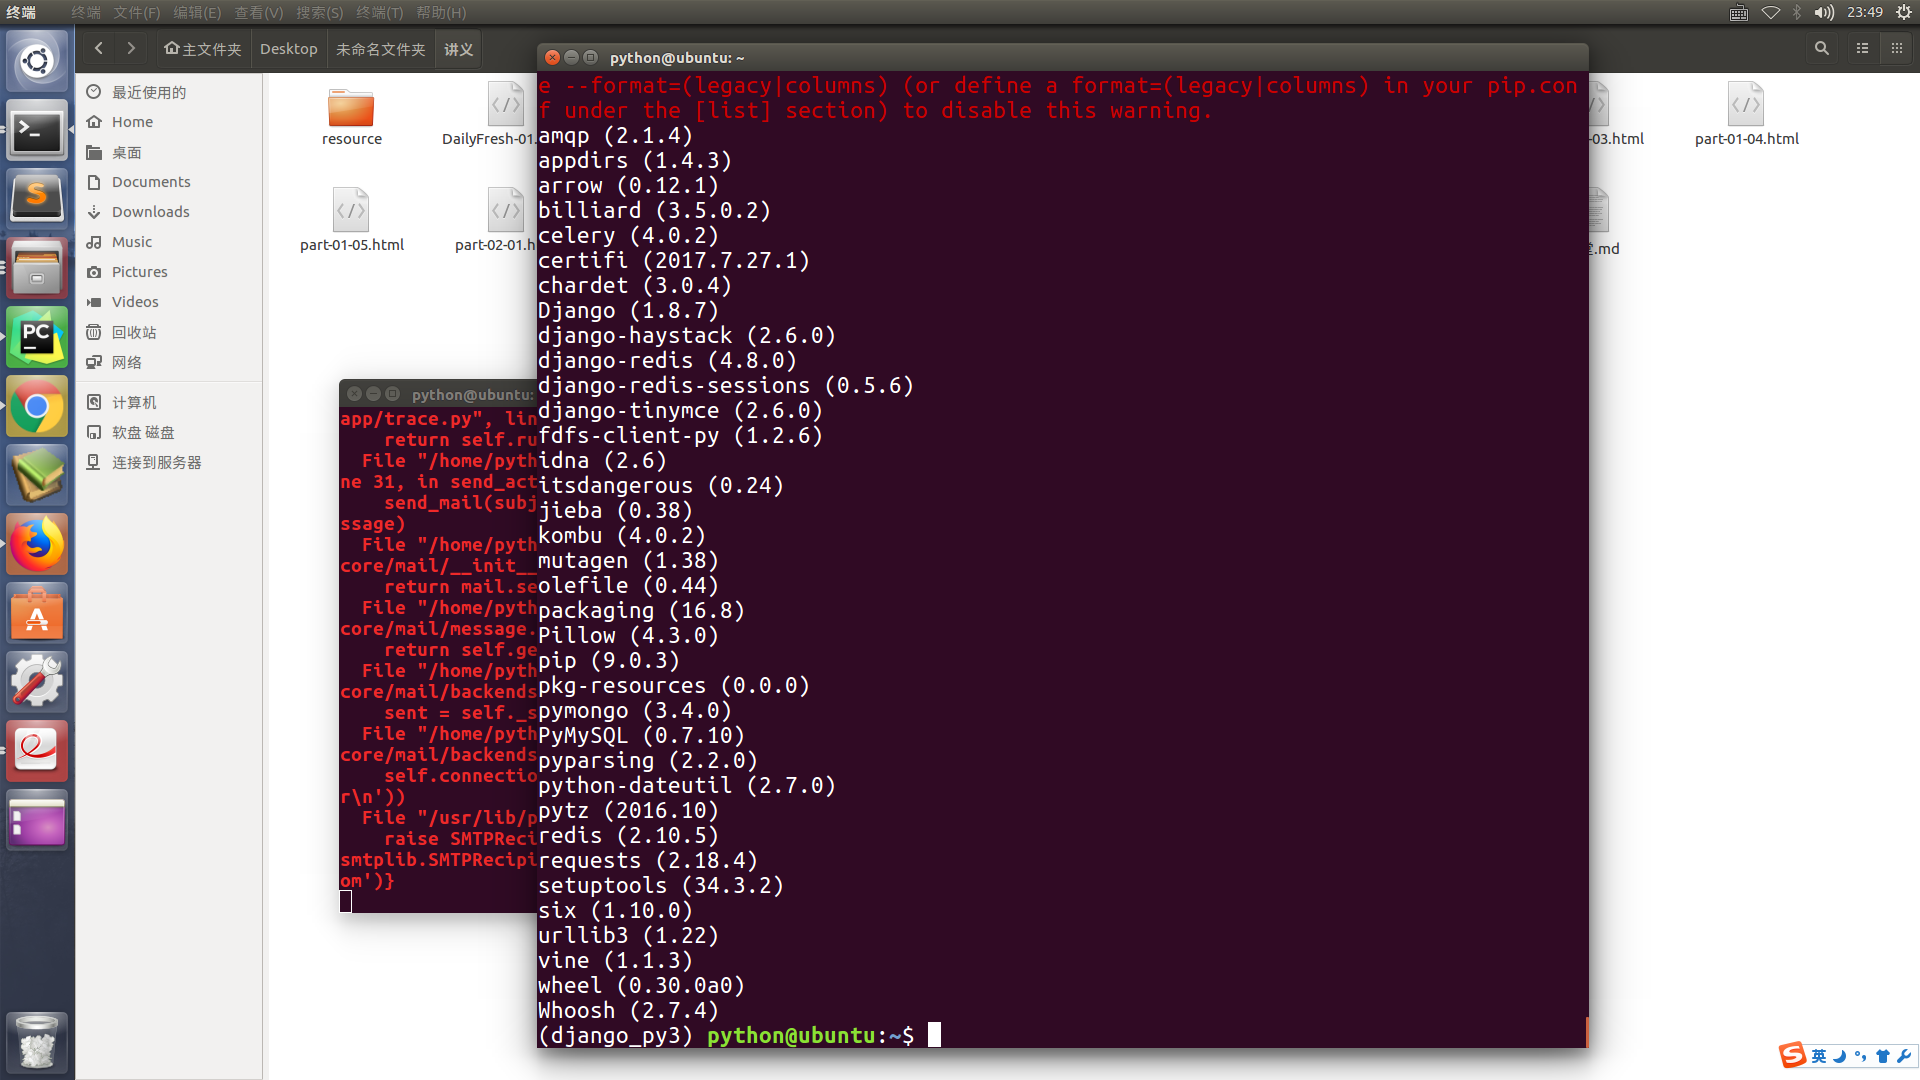 终端 终端 文件(F) 编辑(E) 查看(V) 搜索(S) 终端(T) 帮助(H) 23:49
主文件夹 Desktop 未命名文件夹 讲义
最近使用的
Home
桌面
Documents
Downloads
Music
Pictures
Videos
回收站
网络
计算机
软盘 磁盘
连接到服务器
resource
DailyFresh-01.
-03.html
part-01-04.html
part-01-05.html
part-02-01.h
.md
python@ubuntu:
app/trace.py", lin
return self.ru
File "/home/pyth
ne 31, in send_act
send_mail(subj
ssage)
File "/home/pyth
core/mail/__init__
return mail.se
File "/home/pyth
core/mail/message.
return self.ge
File "/home/pyth
core/mail/backends
sent = self._s
File "/home/pyth
core/mail/backends
self.connectio
r\n'))
File "/usr/lib/p
raise SMTPReci
smtplib.SMTPRecipi
om')}
python@ubuntu: ~
e --format=(legacy|columns) (or define a format=(legacy|columns) in your pip.con
f under the [list] section) to disable this warning.
amqp (2.1.4)
appdirs (1.4.3)
arrow (0.12.1)
billiard (3.5.0.2)
celery (4.0.2)
certifi (2017.7.27.1)
chardet (3.0.4)
Django (1.8.7)
django-haystack (2.6.0)
django-redis (4.8.0)
django-redis-sessions (0.5.6)
django-tinymce (2.6.0)
fdfs-client-py (1.2.6)
idna (2.6)
itsdangerous (0.24)
jieba (0.38)
kombu (4.0.2)
mutagen (1.38)
olefile (0.44)
packaging (16.8)
Pillow (4.3.0)
pip (9.0.3)
pkg-resources (0.0.0)
pymongo (3.4.0)
PyMySQL (0.7.10)
pyparsing (2.2.0)
python-dateutil (2.7.0)
pytz (2016.10)
redis (2.10.5)
requests (2.18.4)
setuptools (34.3.2)
six (1.10.0)
urllib3 (1.22)
vine (1.1.3)
wheel (0.30.0a0)
Whoosh (2.7.4)
(django_py3) python@ubuntu:~$
S
PC
S 英